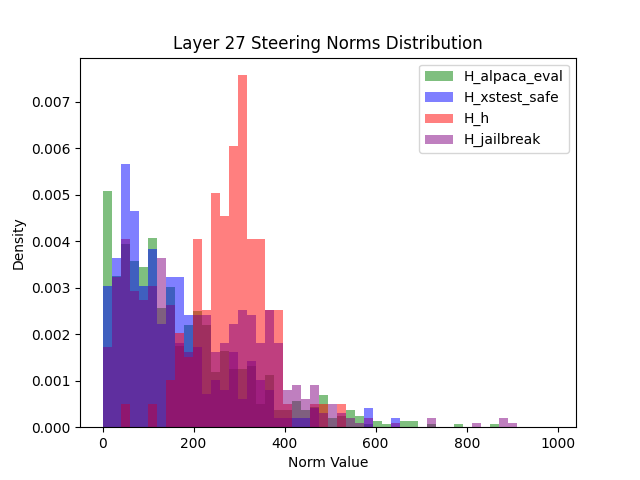 Layer 27 Steering Norms Distribution
H_alpaca_eval
H_xstest_safe
H_h
H_jailbreak
Density
0.007
0.006
0.005
0.004
0.003
0.002
0.001
0.000
0
200
400
600
800
1000
Norm Value